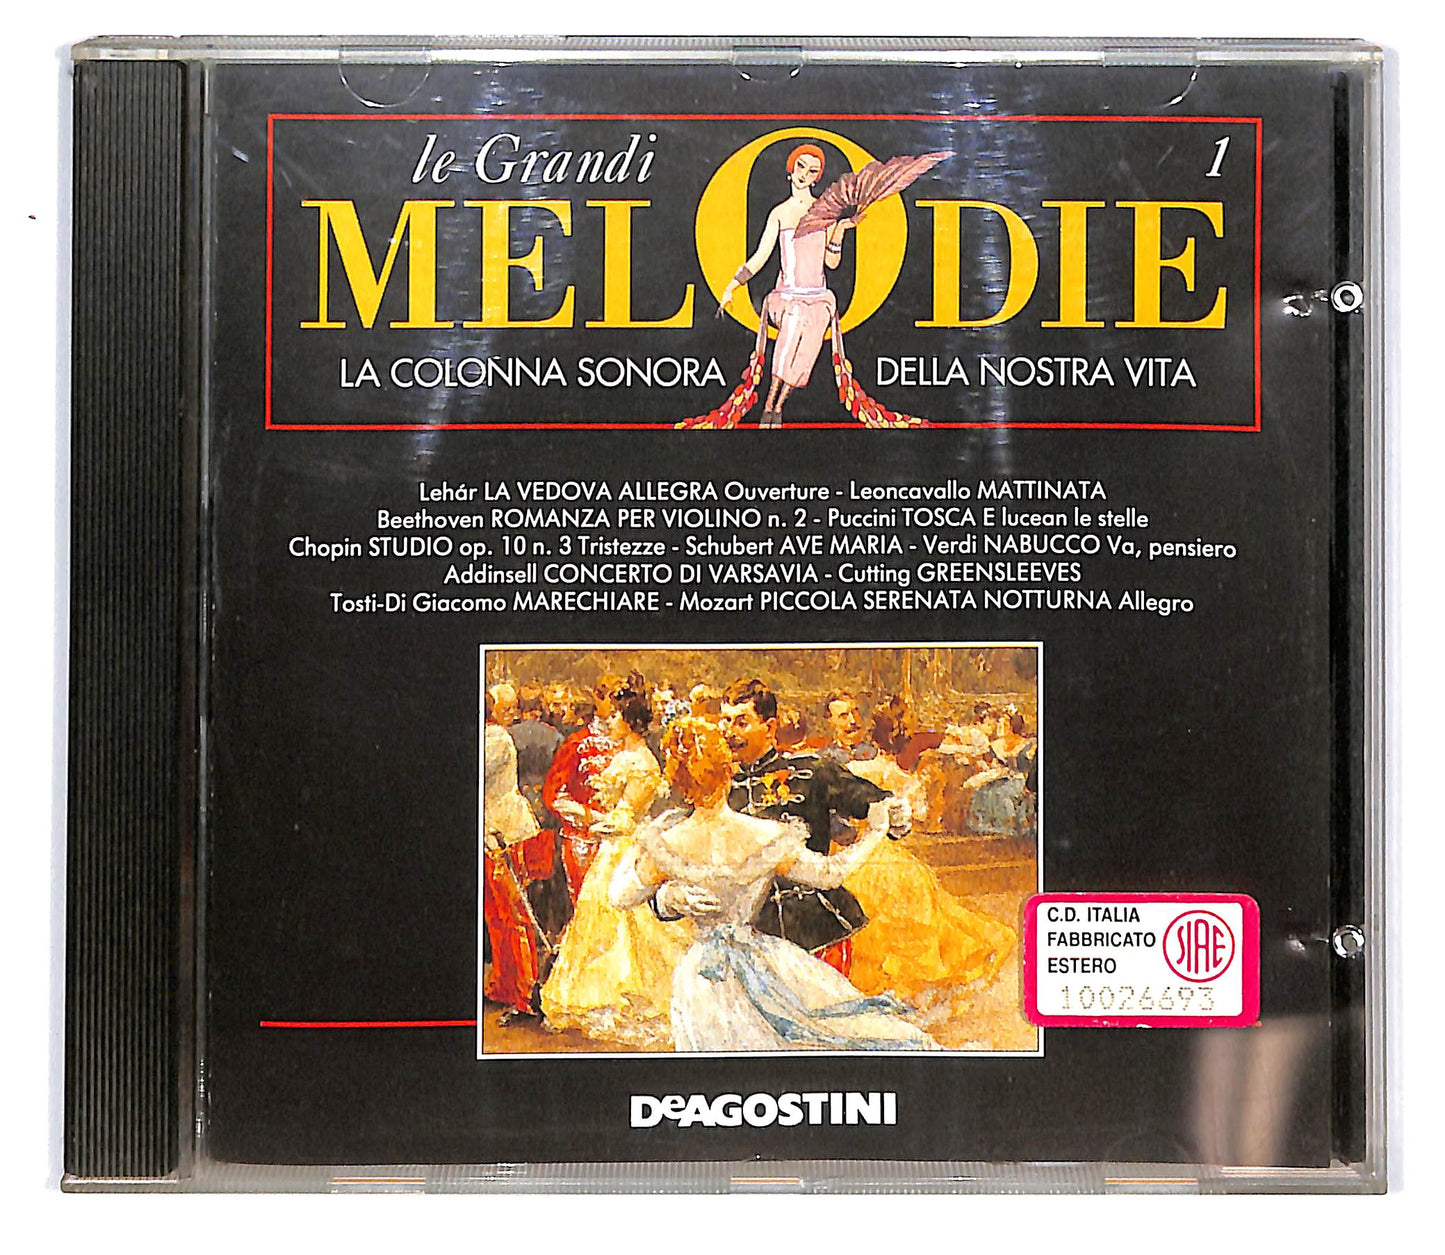 le Grandi
1
MELODIE
LA COLONNA SONORA DELLA NOSTRA VITA
Lehár LA VEDOVA ALLEGRA Ouverture - Leoncavallo MATTINATA
Beethoven ROMANZA PER VIOLINO n. 2 - Puccini TOSCA E lucean le stelle
Chopin STUDIO op. 10 n. 3 Tristezze - Schubert AVE MARIA - Verdi NABUCCO Va, pensiero
Addinsell CONCERTO DI VARSAVIA - Cutting GREENSLEEVES
Tosti-Di Giacomo MARECHIARE - Mozart PICCOLA SERENATA NOTTURNA Allegro
C.D. ITALIA
FABBRICATO
ESTERO
SIAE
10026693
DeAGOSTINI